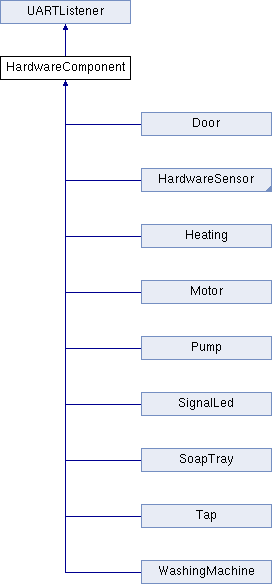 UARTListener
HardwareComponent
Door
HardwareSensor
Heating
Motor
Pump
SignalLed
SoapTray
Tap
WashingMachine